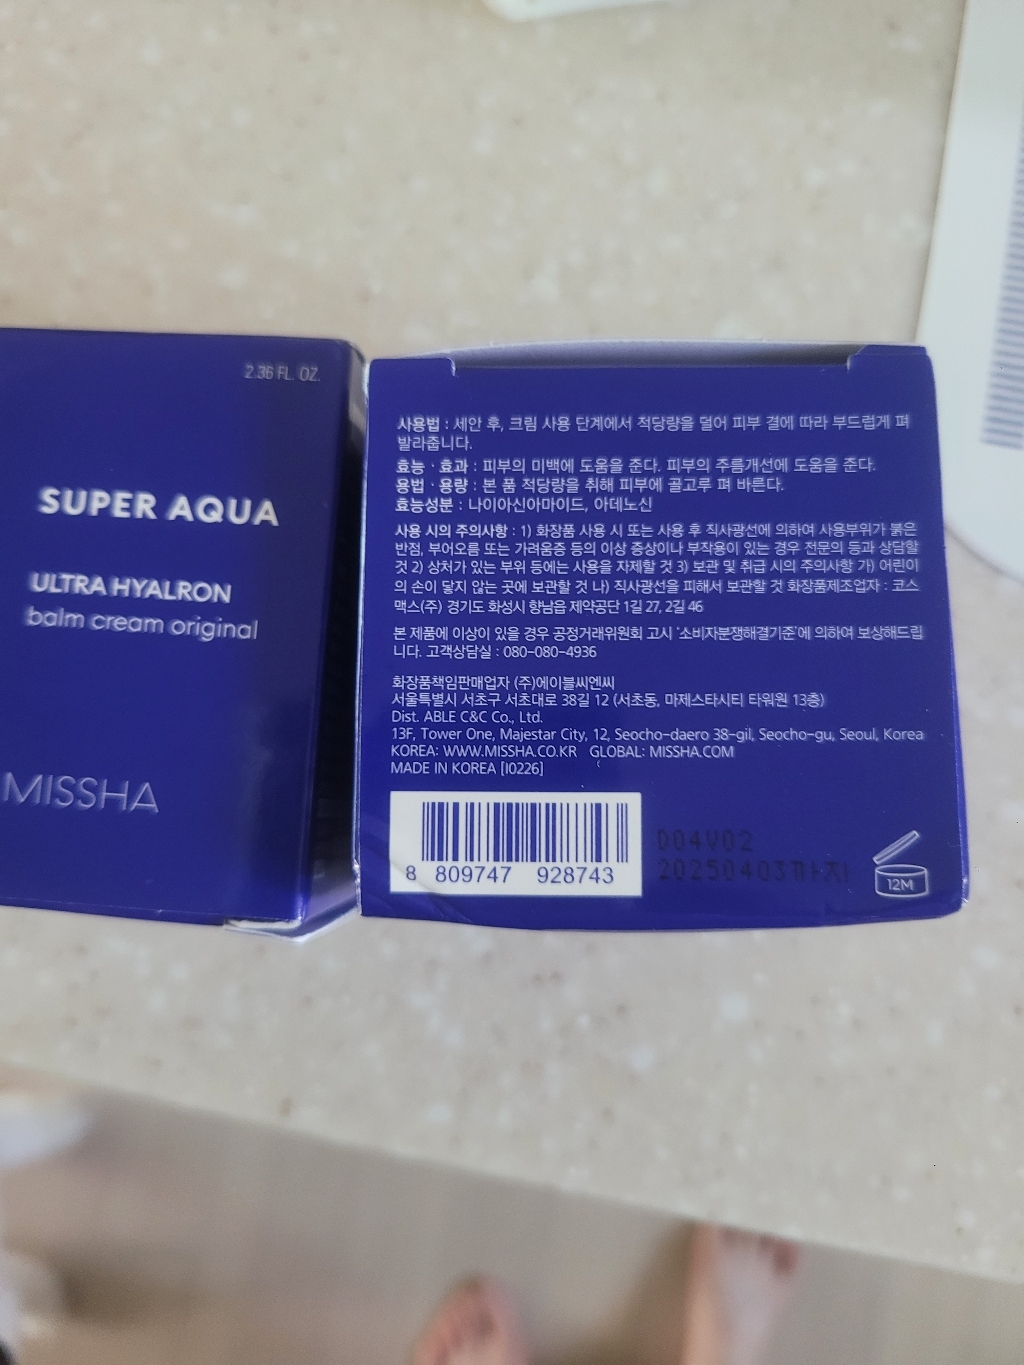 2.36 FL. OZ.
SUPER AQUA
ULTRA HYALRON
balm cream original
MISSHA
사용법 : 세안 후, 크림 사용 단계에서 적당량을 덜어 피부 결에 따라 부드럽게 펴
발라줍니다.
효능 · 효과 : 피부의 미백에 도움을 준다. 피부의 주름개선에 도움을 준다.
용법 · 용량 : 본 품 적당량을 취해 피부에 골고루 펴 바른다.
효능성분 : 나이아신아마이드, 아데노신
사용 시의 주의사항 : 1) 화장품 사용 시 또는 사용 후 직사광선에 의하여 사용부위가 붉은
반점, 부어오름 또는 가려움증 등의 이상 증상이나 부작용이 있는 경우 전문의 등과 상담할
것 2) 상처가 있는 부위 등에는 사용을 자제할 것 3) 보관 및 취급 시의 주의사항 가) 어린이
의 손이 닿지 않는 곳에 보관할 것 나) 직사광선을 피해서 보관할 것 화장품제조업자 : 코스
맥스(주) 경기도 화성시 향남읍 제약공단 1길 27, 2길 46
본 제품에 이상이 있을 경우 공정거래위원회 고시 '소비자분쟁해결기준'에 의하여 보상해드립
니다. 고객상담실 : 080-080-4936
화장품책임판매업자 (주)에이블씨엔씨
서울특별시 서초구 서초대로 38길 12 (서초동, 마제스타시티 타워원 13층)
Dist. ABLE C&C Co., Ltd.
13F, Tower One, Majestar City, 12, Seocho-daero 38-gil, Seocho-gu, Seoul, Korea
KOREA: WWW.MISSHA.CO.KR GLOBAL: MISSHA.COM
MADE IN KOREA [I0226]
8 809747 928743
D04V02
20250403까지
12M